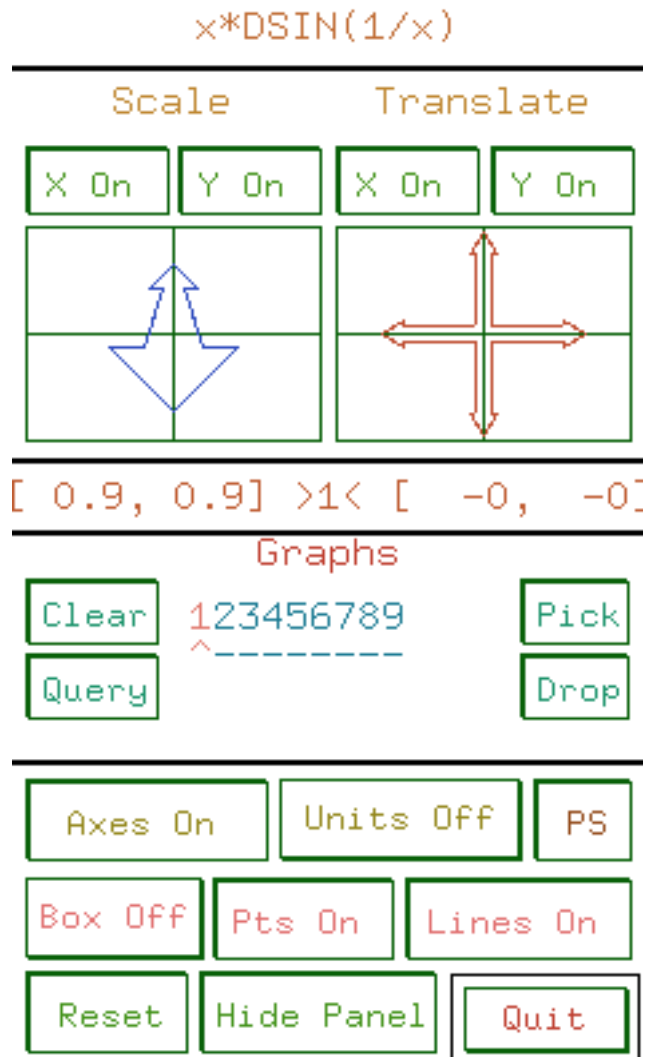 x*DSIN(1/x)
Scale Translate
X On Y On X On Y On
[ 0.9, 0.9] >1< [ -0, -0]
Graphs
Clear 123456789 Pick
^________
Query Drop
Axes On Units Off PS
Box Off Pts On Lines On
Reset Hide Panel Quit